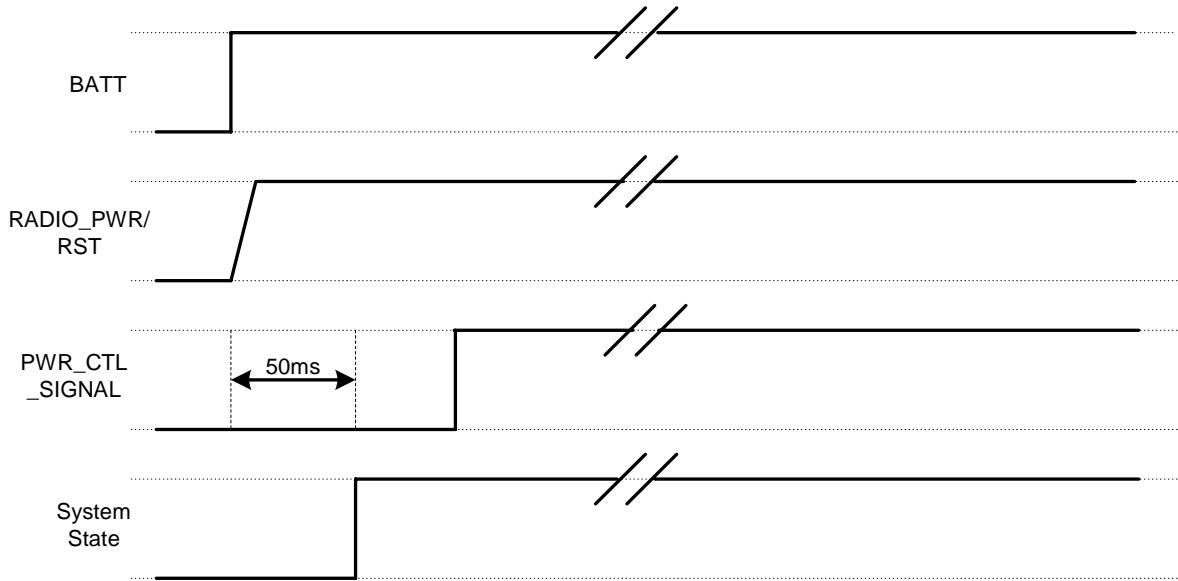 BATT
RADIO_PWR/
RST
PWR_CTL
_SIGNAL
50ms
System
State